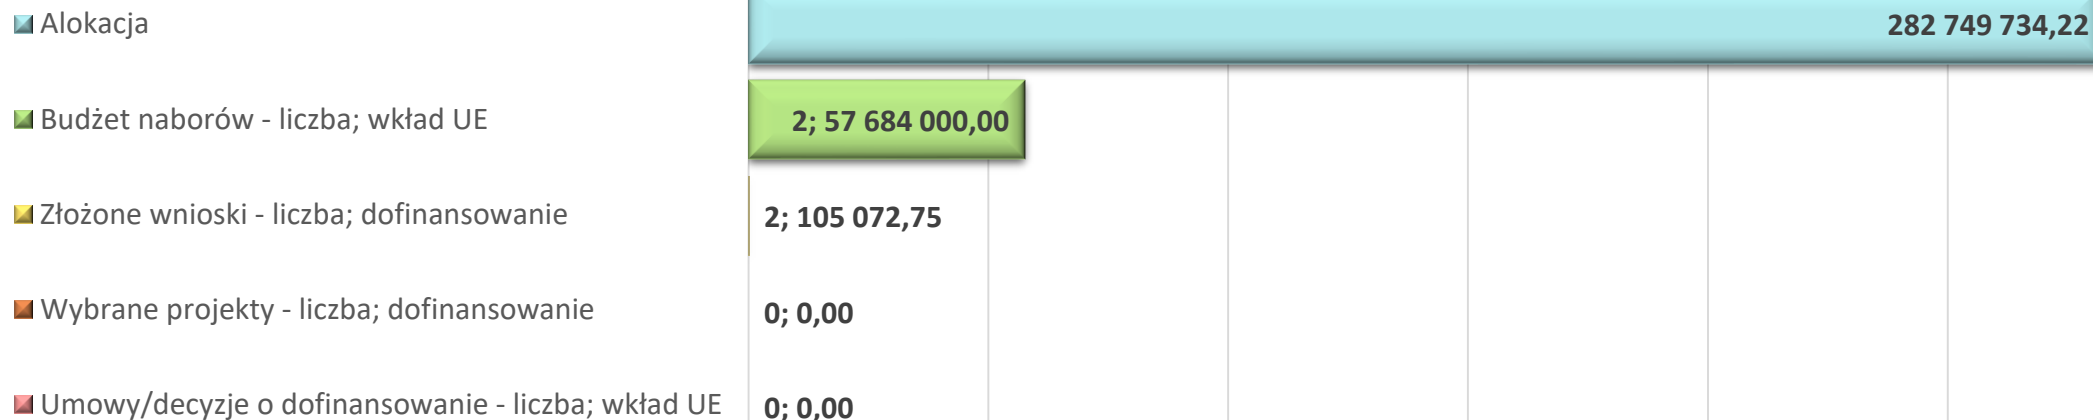 Alokacja 282 749 734,22
Budżet naborów - liczba; wkład UE 2; 57 684 000,00
Złożone wnioski - liczba; dofinansowanie 2; 105 072,75
Wybrane projekty - liczba; dofinansowanie 0; 0,00
Umowy/decyzje o dofinansowanie - liczba; wkład UE 0; 0,00